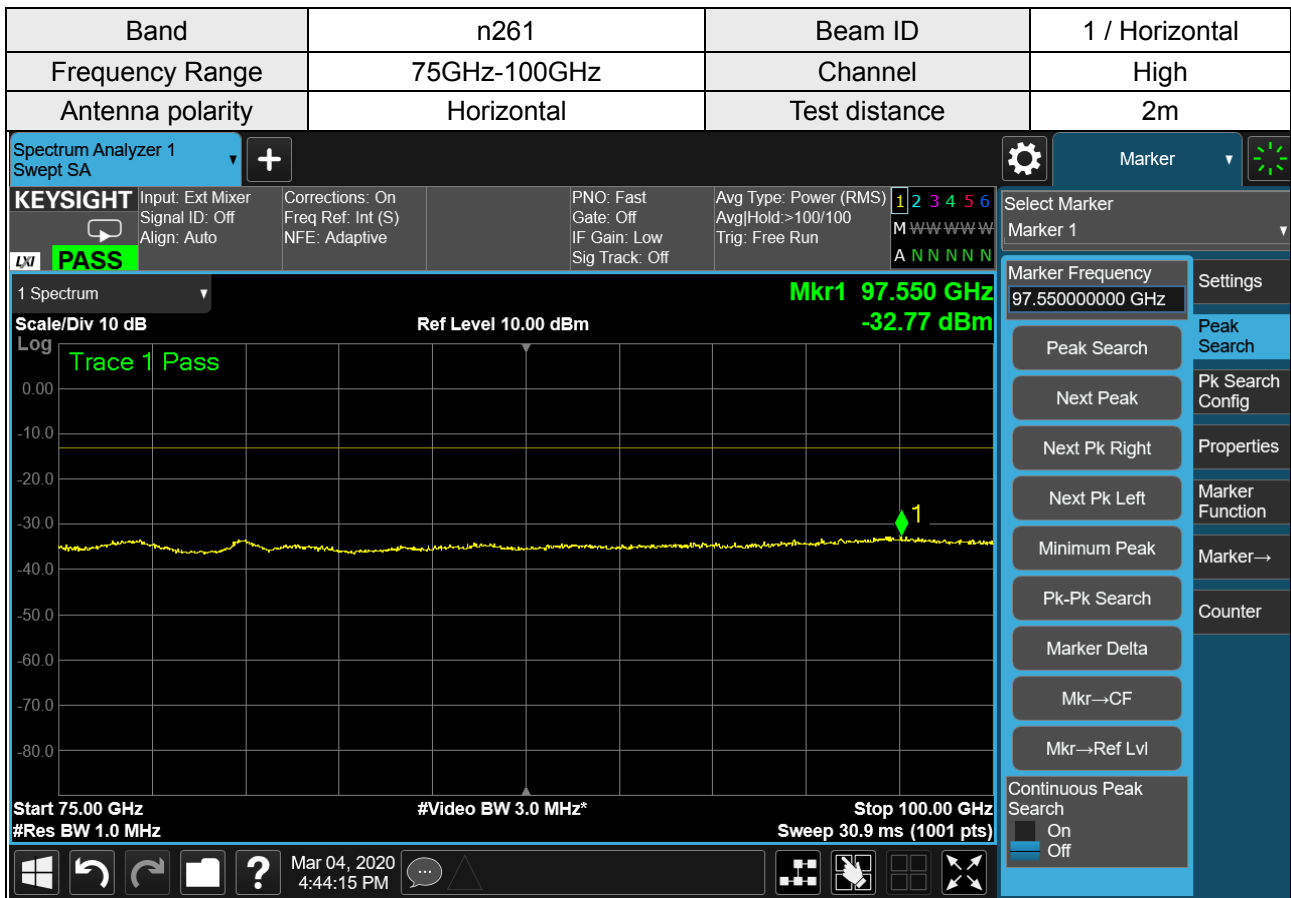 Band n261 Beam ID 1 / Horizontal
Frequency Range 75GHz-100GHz Channel High
Antenna polarity Horizontal Test distance 2m
Spectrum Analyzer 1
Swept SA
+
Marker
KEYSIGHT
LXI
PASS
Input: Ext Mixer
Signal ID: Off
Align: Auto
Corrections: On
Freq Ref: Int (S)
NFE: Adaptive
PNO: Fast
Gate: Off
IF Gain: Low
Sig Track: Off
Avg Type: Power (RMS)
Avg|Hold:>100/100
Trig: Free Run
1 2 3 4 5 6
M W W W W W
A N N N N N
Select Marker
Marker 1
1 Spectrum
Mkr1 97.550 GHz
-32.77 dBm
Scale/Div 10 dB
Ref Level 10.00 dBm
Log
Trace 1 Pass
0.00
-10.0
-20.0
-30.0
-40.0
-50.0
-60.0
-70.0
-80.0
1
Start 75.00 GHz
#Video BW 3.0 MHz*
Stop 100.00 GHz
#Res BW 1.0 MHz
Sweep 30.9 ms (1001 pts)
Marker Frequency
97.550000000 GHz
Peak Search
Next Peak
Next Pk Right
Next Pk Left
Minimum Peak
Pk-Pk Search
Marker Delta
Mkr→CF
Mkr→Ref Lvl
Continuous Peak
Search
On
Off
Settings
Peak
Search
Pk Search
Config
Properties
Marker
Function
Marker→
Counter
?
Mar 04, 2020
4:44:15 PM